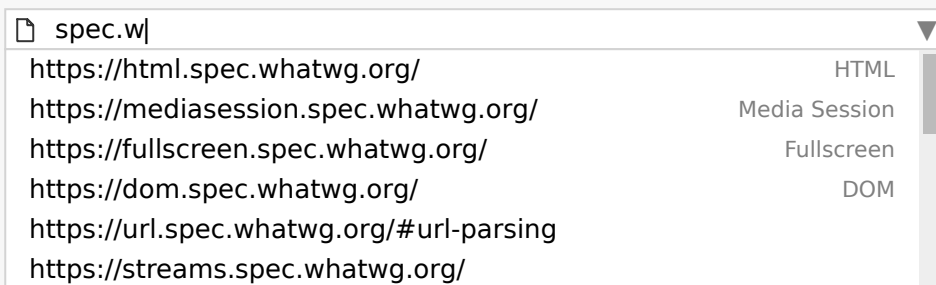 spec.w
https://html.spec.whatwg.org/ HTML
https://mediasession.spec.whatwg.org/ Media Session
https://fullscreen.spec.whatwg.org/ Fullscreen
https://dom.spec.whatwg.org/ DOM
https://url.spec.whatwg.org/#url-parsing
https://streams.spec.whatwg.org/